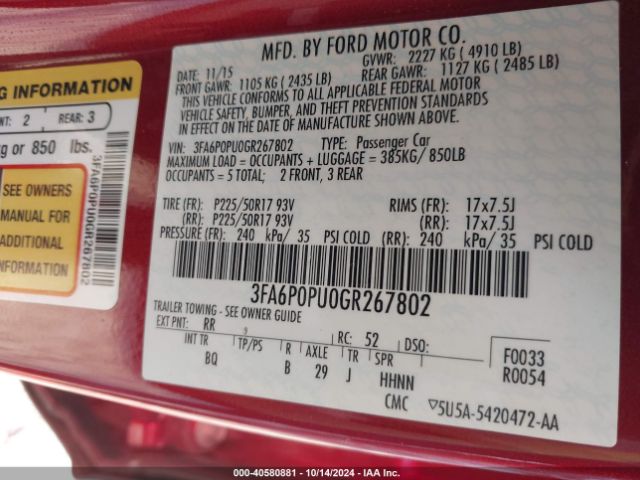 G INFORMATION
NT: 2 REAR: 3
kg or 850 lbs.
SEE OWNERS
MANUAL FOR
ADDITIONAL
INFORMATION
3FA6P0PU0GR267802
MFD. BY FORD MOTOR CO.
DATE: 11/15 GVWR: 2227 KG (4910 LB)
FRONT GAWR: 1105 KG (2435 LB) REAR GAWR: 1127 KG (2485 LB)
THIS VEHICLE CONFORMS TO ALL APPLICABLE FEDERAL MOTOR
VEHICLE SAFETY, BUMPER, AND THEFT PREVENTION STANDARDS
IN EFFECT ON THE DATE OF MANUFACTURE SHOWN ABOVE.
VIN: 3FA6P0PU0GR267802 TYPE: Passenger Car
MAXIMUM LOAD = OCCUPANTS + LUGGAGE = 385KG/ 850LB
OCCUPANTS = 5 TOTAL; 2 FRONT, 3 REAR
TIRE (FR): P225/50R17 93V RIMS (FR): 17x7.5J
(RR): P225/50R17 93V (RR): 17x7.5J
PRESSURE (FR): 240 kPa/ 35 PSI COLD (RR): 240 kPa/ 35 PSI COLD
3FA6P0PU0GR267802
TRAILER TOWING - SEE OWNER GUIDE
EXT PNT: RR 9 RC: 52 DSO: F0033
INT TR TP/PS R AXLE TR SPR R0054
BQ B 29 J HHNN
CMC 5U5A-5420472-AA
000-40580881 - 10/14/2024 - IAA Inc.